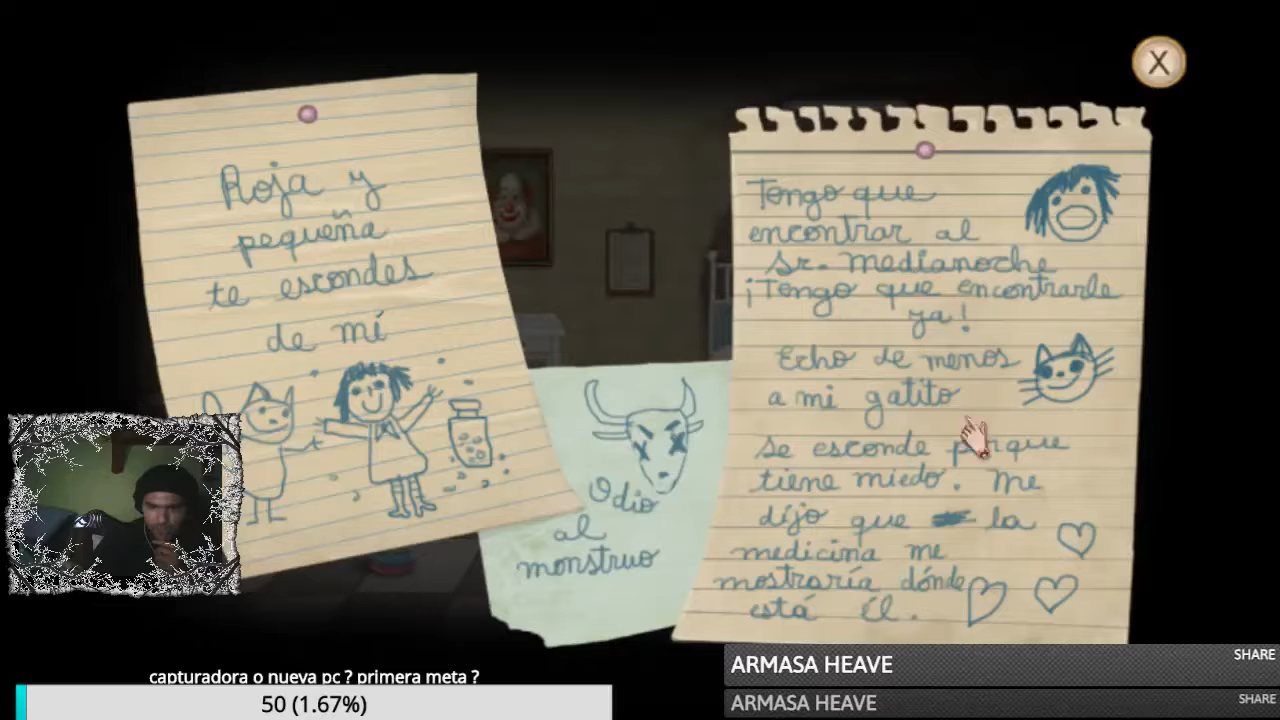 Roja y
pequeña
te escondes
de mí
Odio
al
monstruo
Tengo que
encontrar al
Sr. Medianoche
¡Tengo que encontrarle
ya!
Echo de menos
a mi gatito
se esconde porque
tiene miedo. Me
dijo que la
medicina me
mostraría dónde
está él.
X
capturadora o nueva pc ? primera meta ?
50 (1.67%)
ARMASA HEAVE
SHARE
ARMASA HEAVE
SHARE